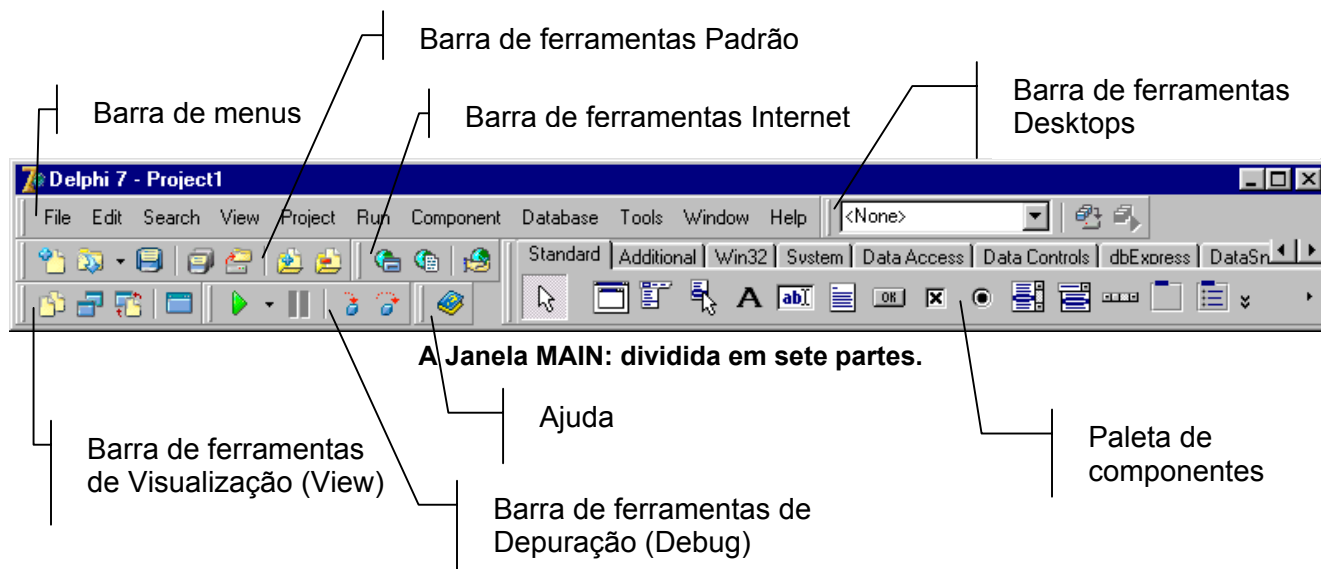 Barra de ferramentas Padrão
Barra de menus
Barra de ferramentas Internet
Barra de ferramentas
Desktops
Delphi 7 - Project1
File Edit Search View Project Run Component Database Tools Window Help <None>
Standard Additional Win32 System Data Access Data Controls dbExpress DataSn
A abI OK
A Janela MAIN: dividida em sete partes.
Ajuda
Barra de ferramentas
de Visualização (View)
Paleta de
componentes
Barra de ferramentas de
Depuração (Debug)